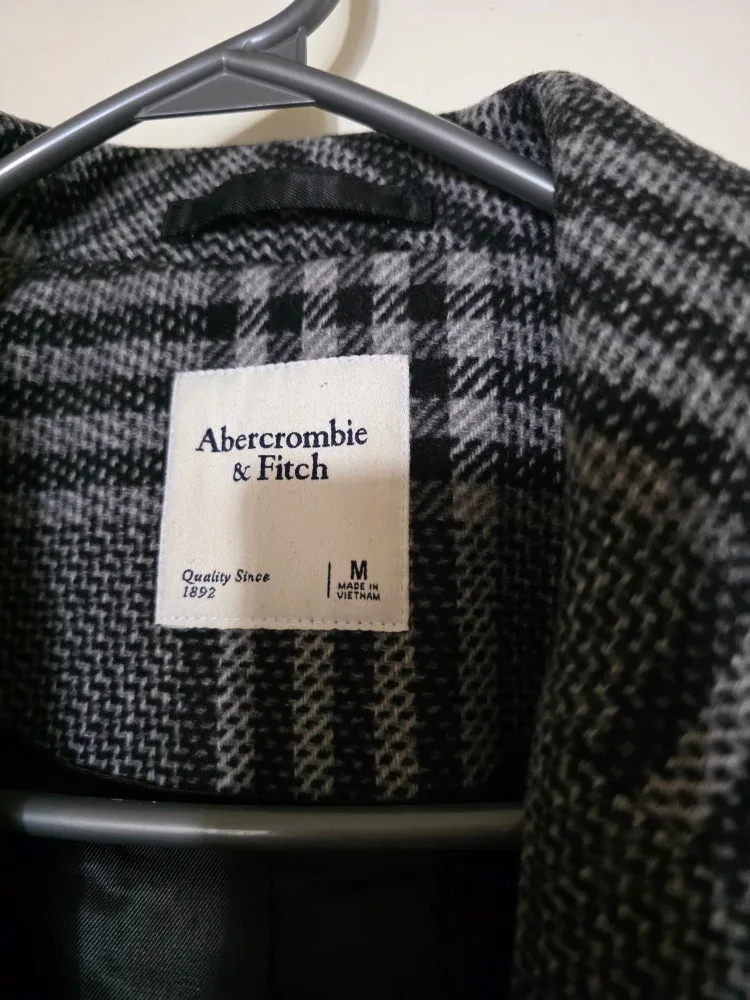 Abercrombie
& Fitch
Quality Since
1892
M
MADE IN
VIETNAM